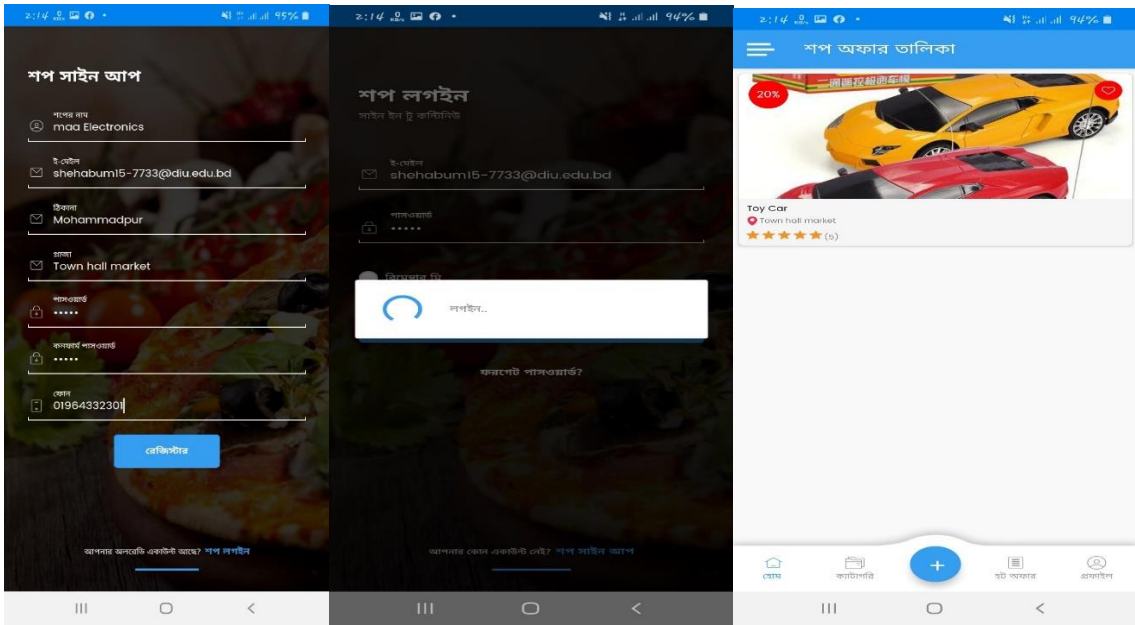 2:14 95%
শপ সাইন আপ
শপের নাম
maa Electronics
ই-মেইল
shehabum15-7733@diu.edu.bd
ঠিকানা
Mohammadpur
প্লাজা
Town hall market
পাসওয়ার্ড
•••••
কনফার্ম পাসওয়ার্ড
•••••
ফোন
01964332301
রেজিস্টার
আপনার অলরেডি একাউন্ট আছে? শপ লগইন
2:14 94%
শপ লগইন
সাইন ইন টু কন্টিনিউ
ই-মেইল
shehabum15-7733@diu.edu.bd
পাসওয়ার্ড
•••••
রিমেম্বার মি
লগইন..
ফরগেট পাসওয়ার্ড?
আপনার কোন একাউন্ট নেই? শপ সাইন আপ
2:14 94%
শপ অফার তালিকা
20%
Toy Car
Town hall market
(5)
হোম ক্যাটাগরি + হট অফার প্রফাইল